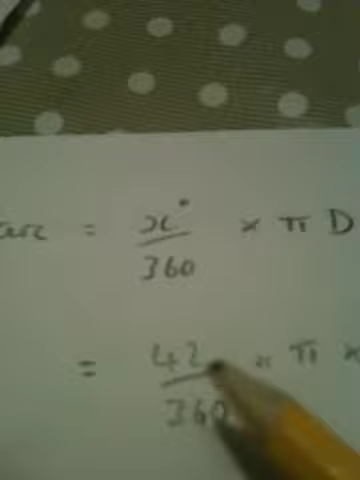 arc = x° / 360 × π D
= 42 / 360 × π ×